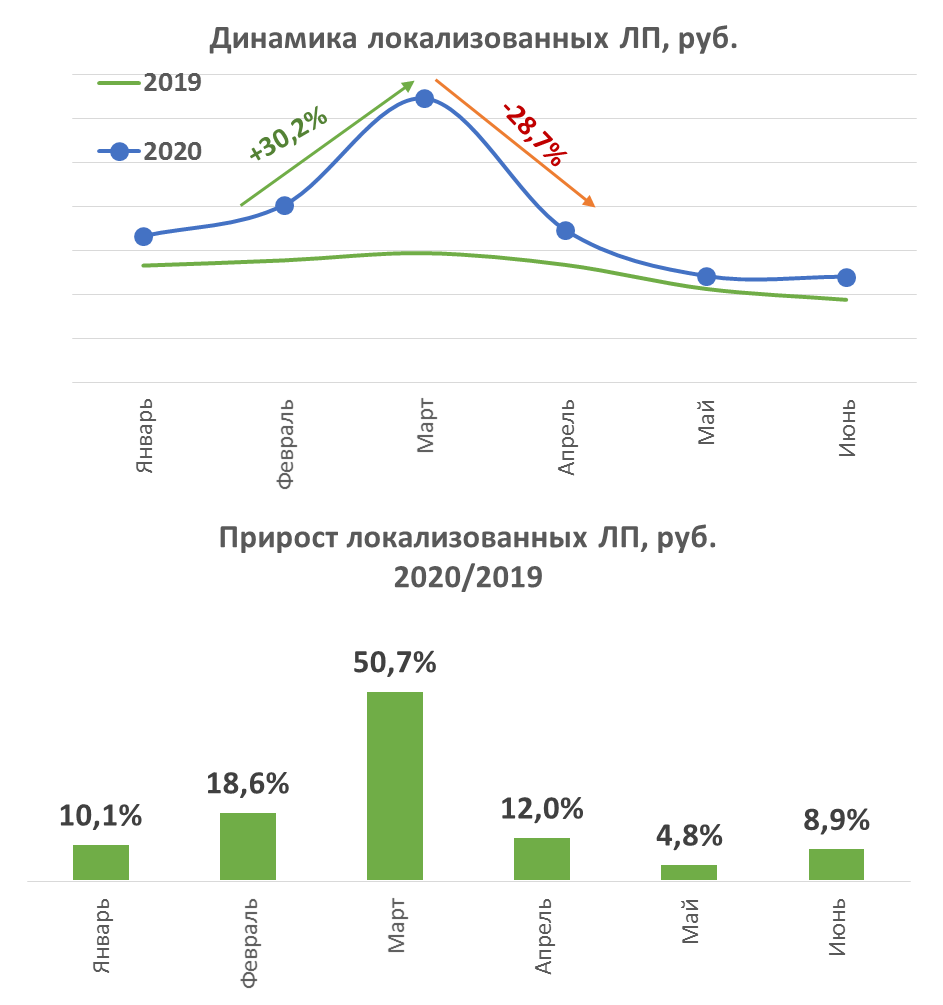 Динамика локализованных ЛП, руб.
2019
2020
+30,2%
-28,7%
Январь
Февраль
Март
Апрель
Май
Июнь
Прирост локализованных ЛП, руб.
2020/2019
10,1%
18,6%
50,7%
12,0%
4,8%
8,9%
Январь
Февраль
Март
Апрель
Май
Июнь